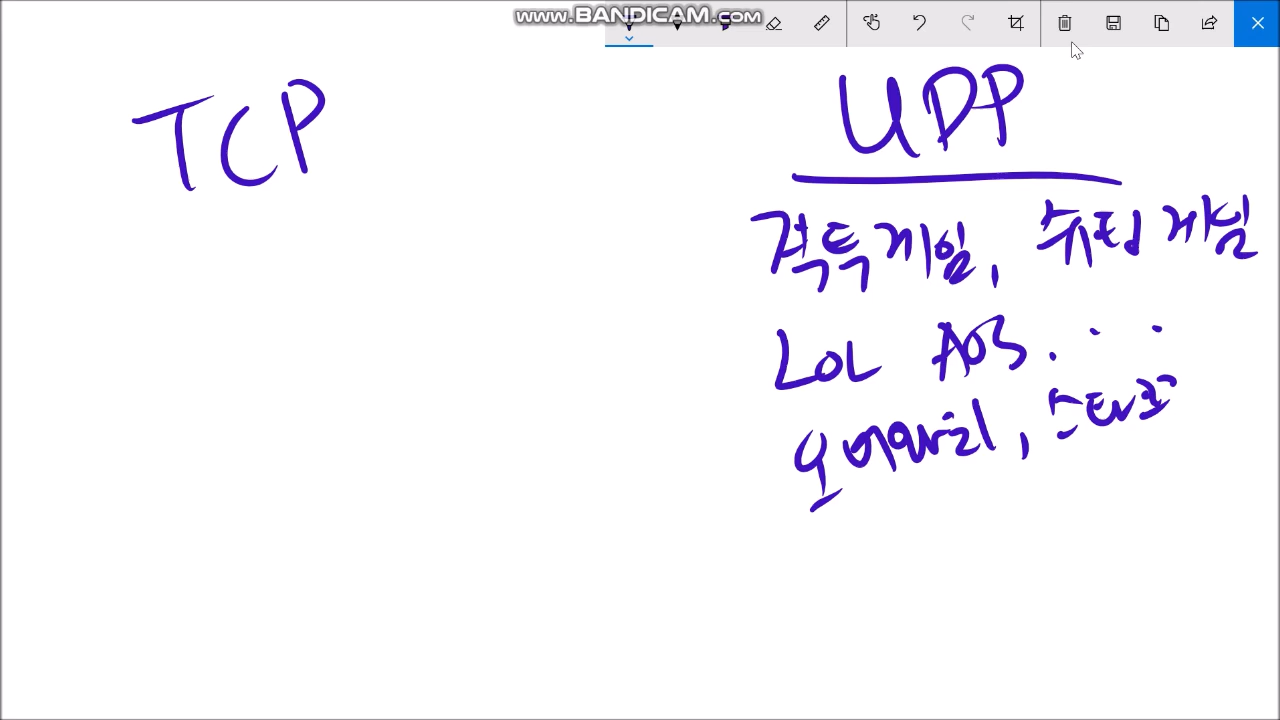 www.BANDICAM.com
TCP
UDP
격투게임, 슈팅게임
LOL AOS. . .
오버워치, 스타크